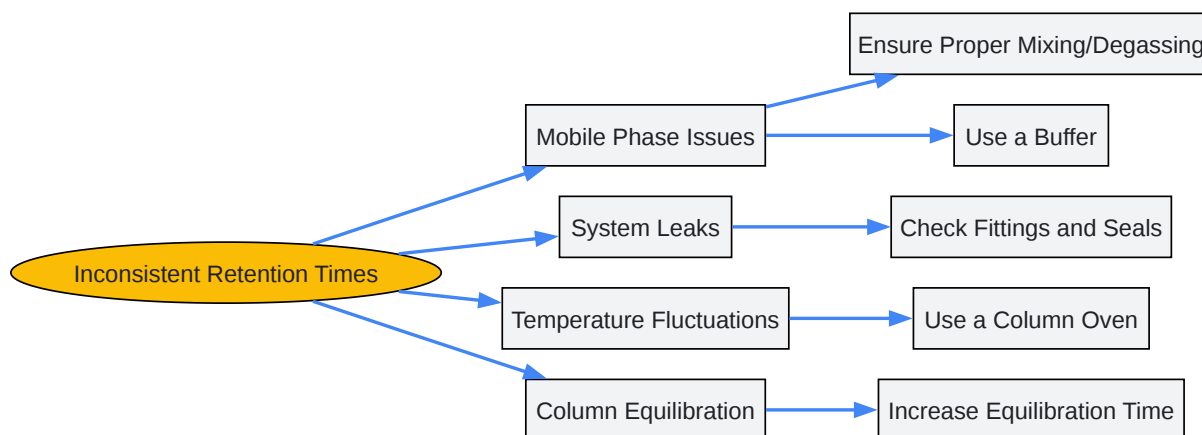 Ensure Proper Mixing/Degassing
Mobile Phase Issues
Use a Buffer
System Leaks
Check Fittings and Seals
Inconsistent Retention Times
Temperature Fluctuations
Use a Column Oven
Column Equilibration
Increase Equilibration Time